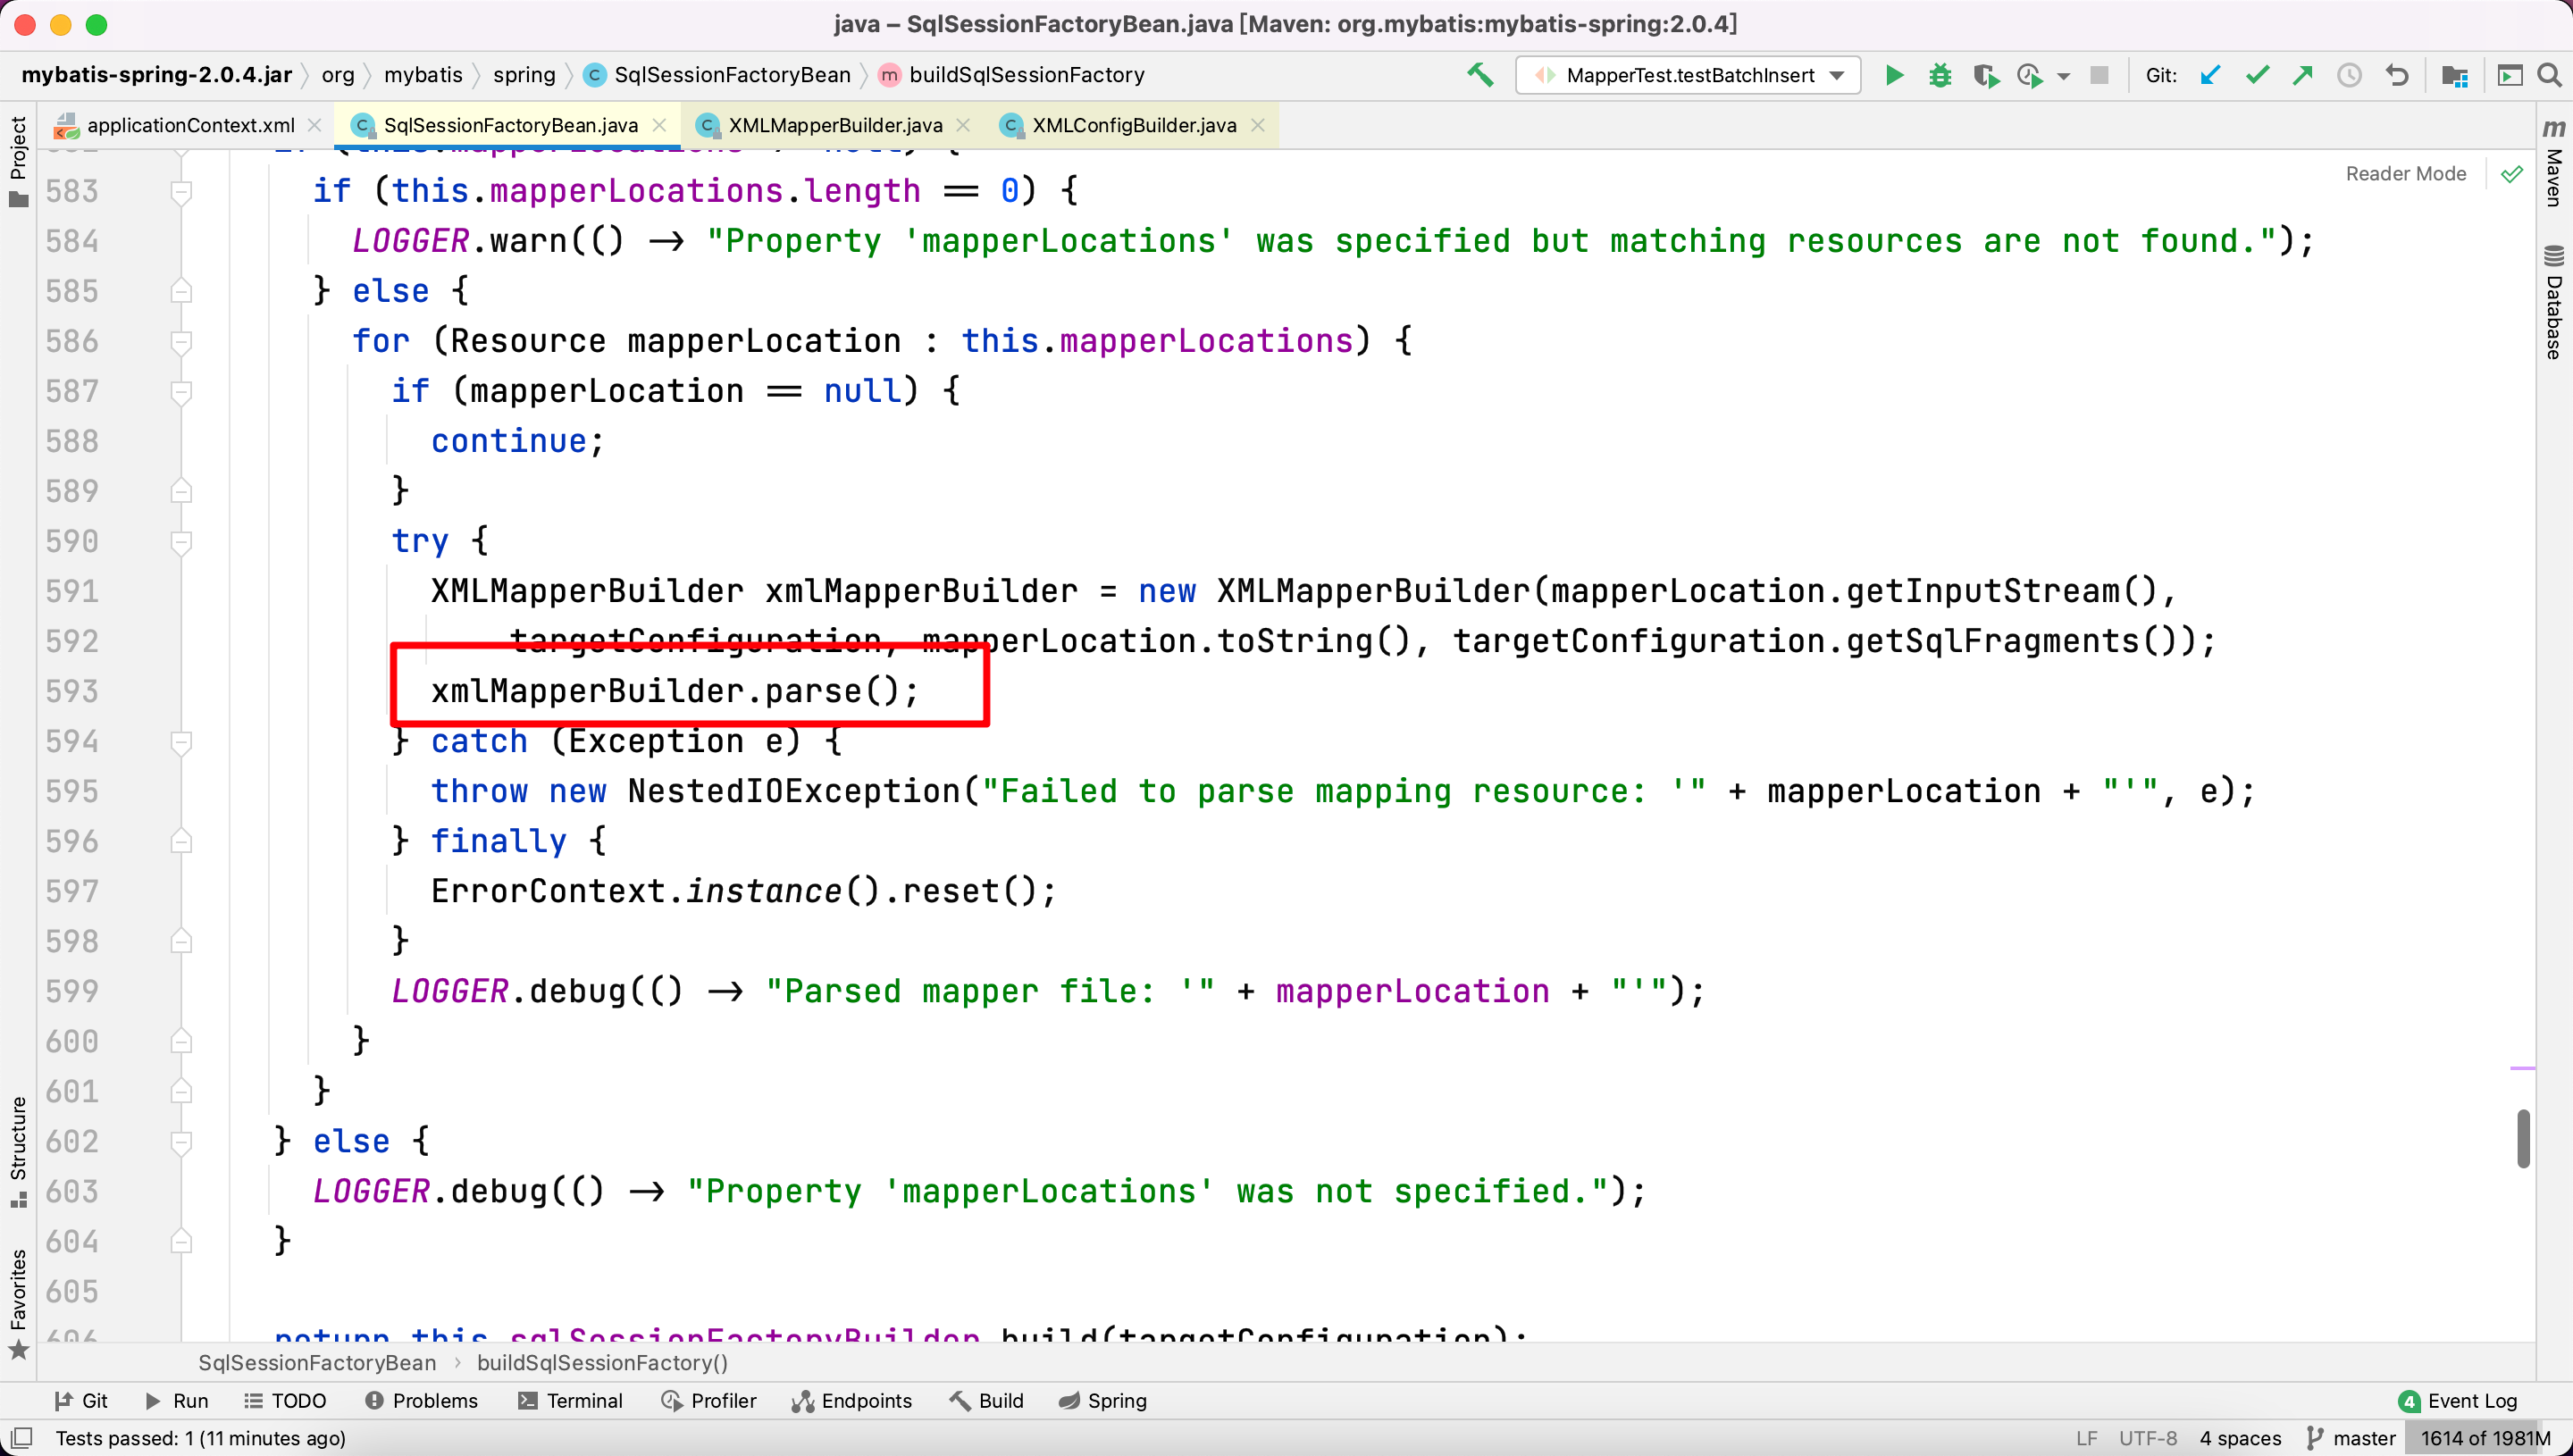 java – SqlSessionFactoryBean.java [Maven: org.mybatis:mybatis-spring:2.0.4]
mybatis-spring-2.0.4.jar org mybatis spring C SqlSessionFactoryBean m buildSqlSessionFactory MapperTest.testBatchInsert Git:
applicationContext.xml C SqlSessionFactoryBean.java C XMLMapperBuilder.java C XMLConfigBuilder.java
Project
Structure
Favorites
m Maven
Database
Reader Mode
583 if (this.mapperLocations.length == 0) {
584 LOGGER.warn(() -> "Property 'mapperLocations' was specified but matching resources are not found.");
585 } else {
586 for (Resource mapperLocation : this.mapperLocations) {
587 if (mapperLocation == null) {
588 continue;
589 }
590 try {
591 XMLMapperBuilder xmlMapperBuilder = new XMLMapperBuilder(mapperLocation.getInputStream(),
592 targetConfiguration, mapperLocation.toString(), targetConfiguration.getSqlFragments());
593 xmlMapperBuilder.parse();
594 } catch (Exception e) {
595 throw new NestedIOException("Failed to parse mapping resource: '" + mapperLocation + "'", e);
596 } finally {
597 ErrorContext.instance().reset();
598 }
599 LOGGER.debug(() -> "Parsed mapper file: '" + mapperLocation + "'");
600 }
601 }
602 } else {
603 LOGGER.debug(() -> "Property 'mapperLocations' was not specified.");
604 }
605
606 return this.sqlSessionFactoryBuilder.build(targetConfiguration);
SqlSessionFactoryBean › buildSqlSessionFactory()
Git Run TODO Problems Terminal Profiler Endpoints Build Spring 4 Event Log
Tests passed: 1 (11 minutes ago) LF UTF-8 4 spaces master 1614 of 1981M